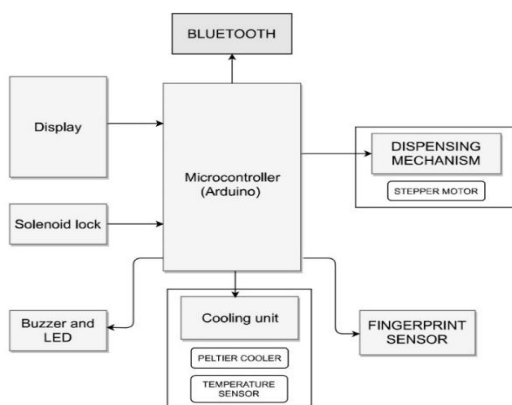 BLUETOOTH
Display
Microcontroller
(Arduino)
DISPENSING
MECHANISM
STEPPER MOTOR
Solenoid lock
Buzzer and
LED
Cooling unit
PELTIER COOLER
TEMPERATURE
SENSOR
FINGERPRINT
SENSOR